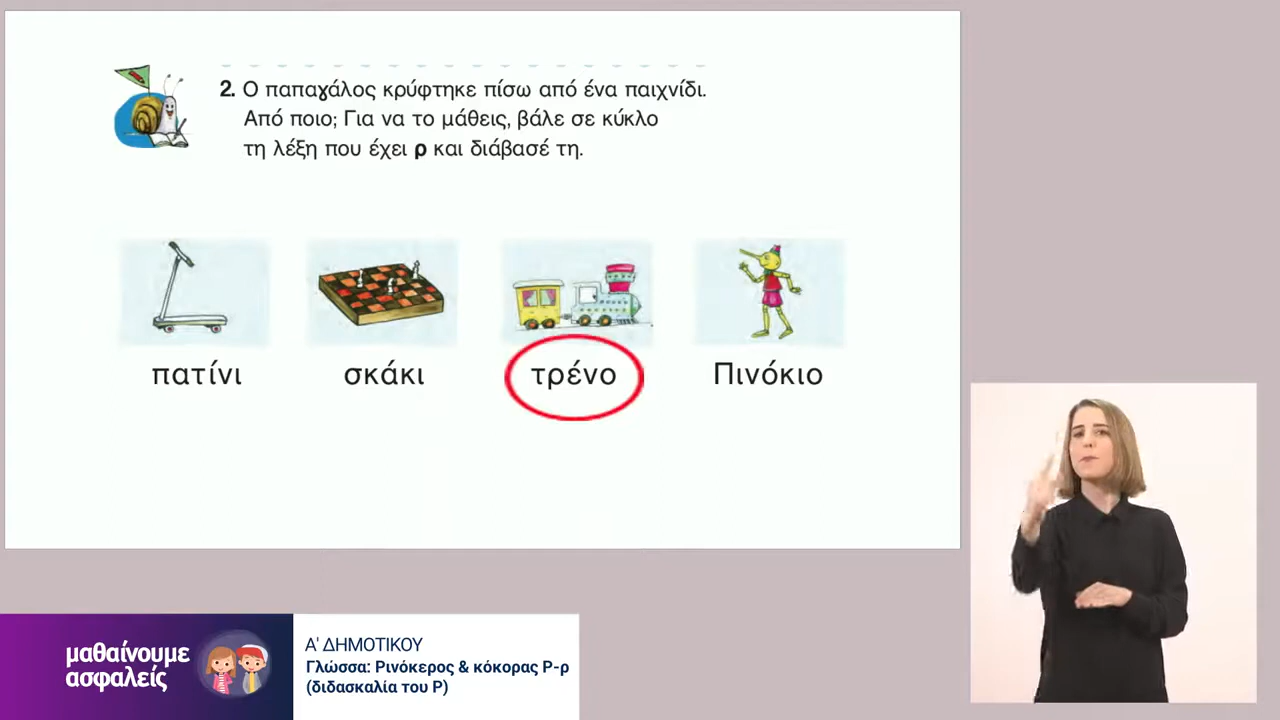 2. Ο παπαγάλος κρύφτηκε πίσω από ένα παιχνίδι.
Από ποιο; Για να το μάθεις, βάλε σε κύκλο
τη λέξη που έχει ρ και διάβασέ τη.
πατίνι σκάκι τρένο Πινόκιο
μαθαίνουμε
ασφαλείς
Α' ΔΗΜΟΤΙΚΟΥ
Γλώσσα: Ρινόκερος & κόκορας Ρ-ρ
(διδασκαλία του Ρ)